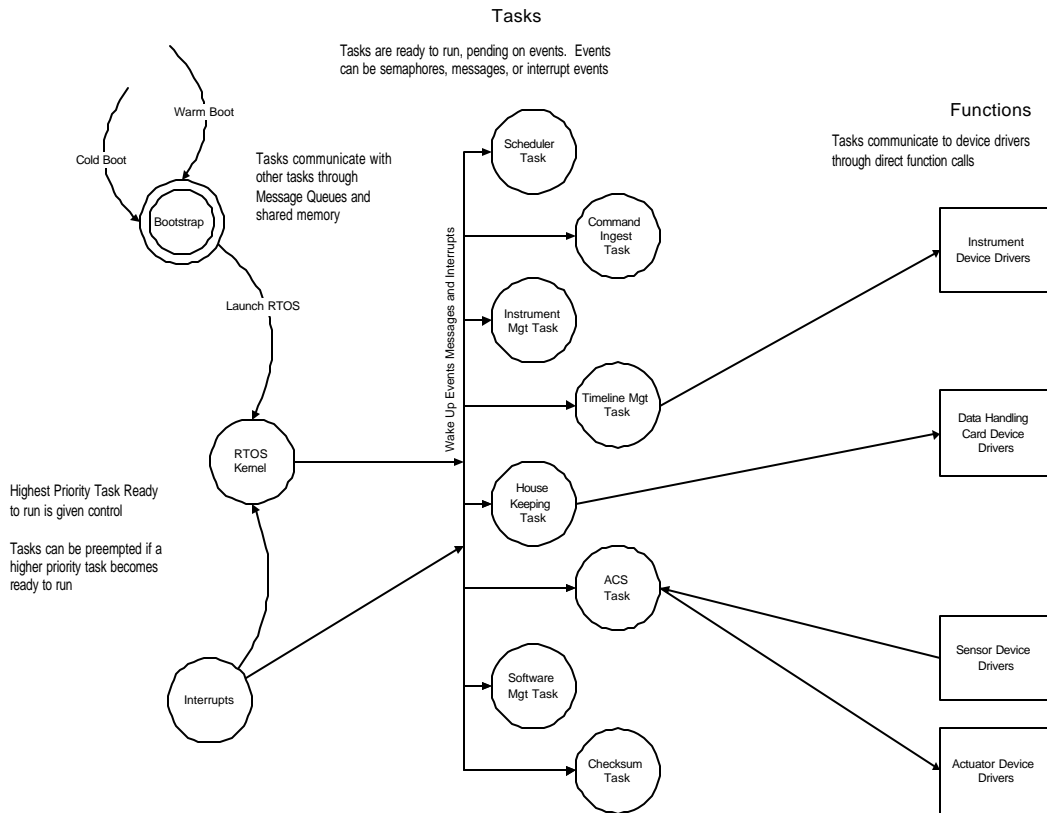 Tasks
Tasks are ready to run, pending on events. Events
can be semaphores, messages, or interrupt events
Warm Boot
Cold Boot
Bootstrap
Tasks communicate with
other tasks through
Message Queues and
shared memory
Launch RTOS
RTOS
Kernel
Highest Priority Task Ready
to run is given control
Tasks can be preempted if a
higher priority task becomes
ready to run
Interrupts
Wake Up Events Messages and Interrupts
Scheduler
Task
Command
Ingest
Task
Instrument
Mgt Task
Timeline Mgt
Task
House
Keeping
Task
ACS
Task
Software
Mgt Task
Checksum
Task
Functions
Tasks communicate to device drivers
through direct function calls
Instrument
Device Drivers
Data Handling
Card Device
Drivers
Sensor Device
Drivers
Actuator Device
Drivers